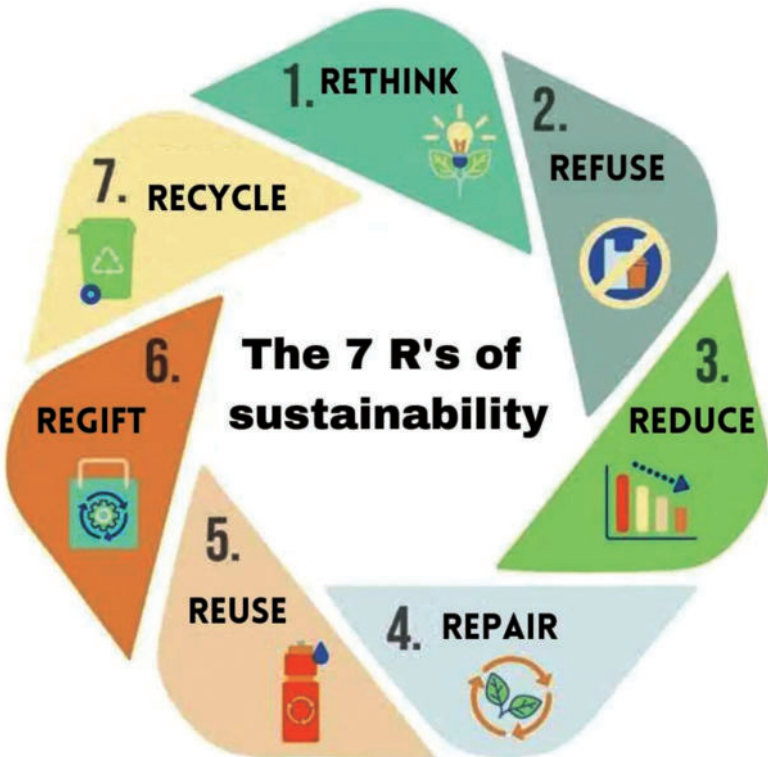 1. RETHINK
2.
REFUSE
3.
REDUCE
4. REPAIR
5.
REUSE
6.
REGIFT
7. RECYCLE
The 7 R's of
sustainability